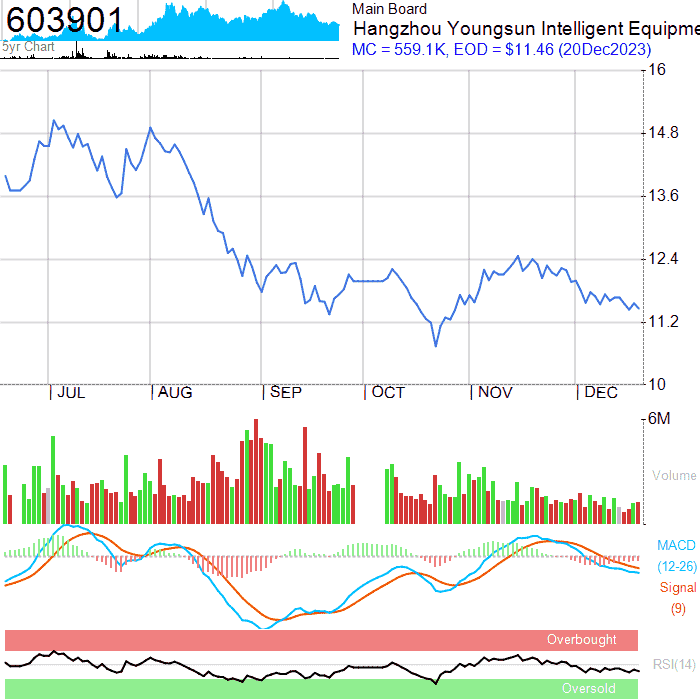 603901
5yr Chart
Main Board
Hangzhou Youngsun Intelligent Equipme
MC = 559.1K, EOD = $11.46 (20Dec2023)
16
14.8
13.6
12.4
11.2
10
JUL AUG SEP OCT NOV DEC
6M
Volume
MACD
(12-26)
Signal
(9)
Overbought
RSI(14)
Oversold